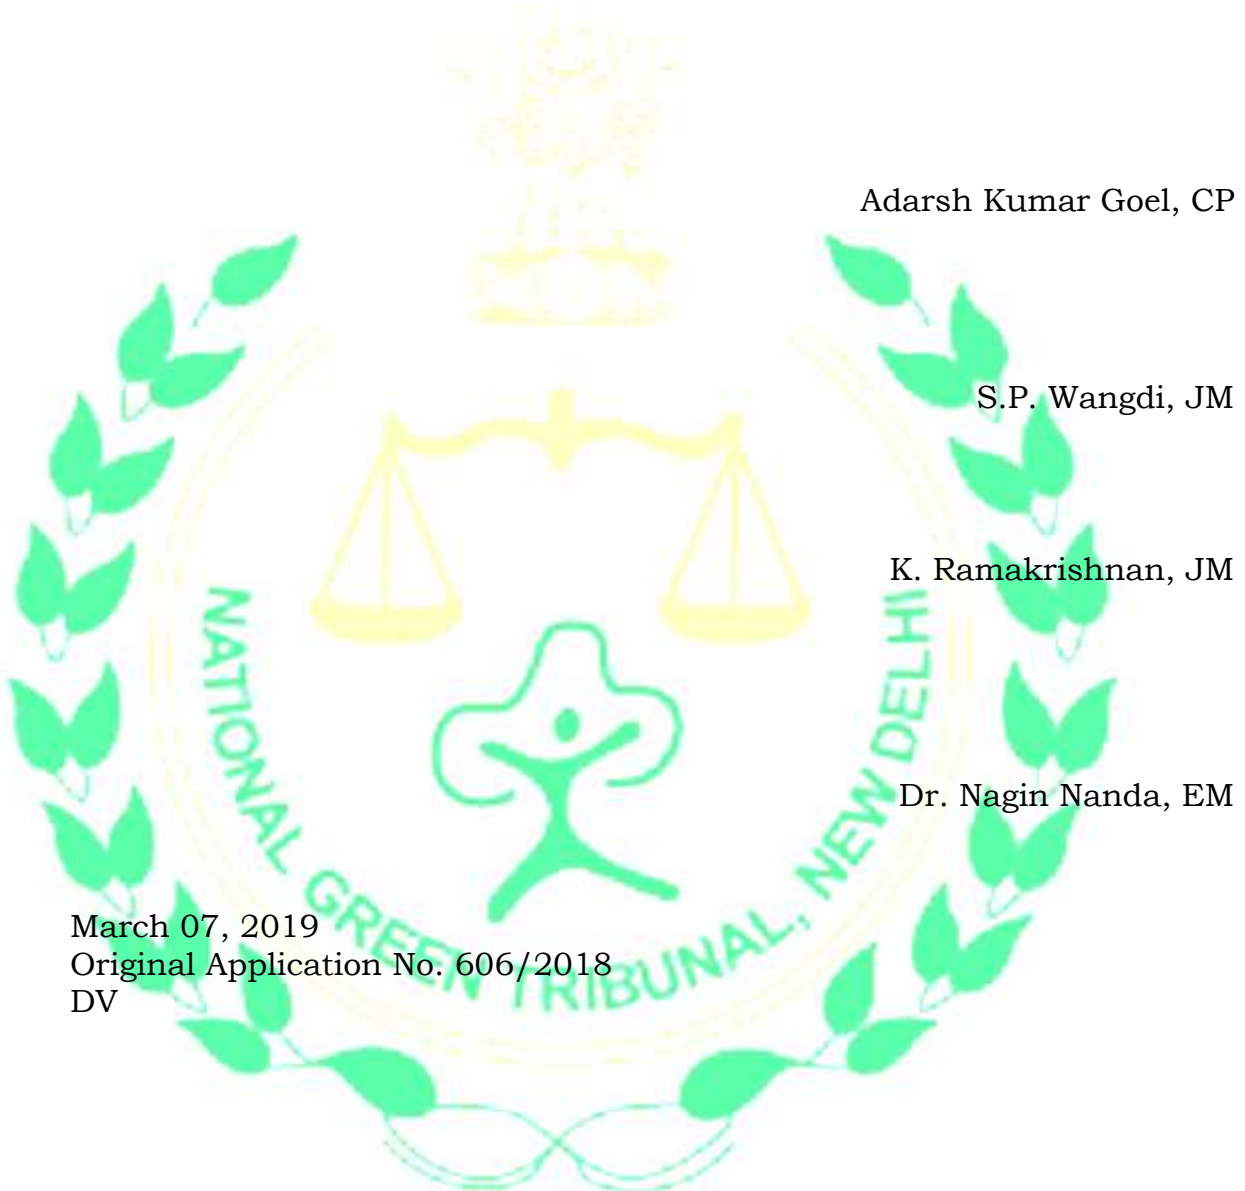 Adarsh Kumar Goel, CP
S.P. Wangdi, JM
K. Ramakrishnan, JM
Dr. Nagin Nanda, EM
NATIONAL GREEN TRIBUNAL, NEW DELHI
March 07, 2019
Original Application No. 606/2018
DV